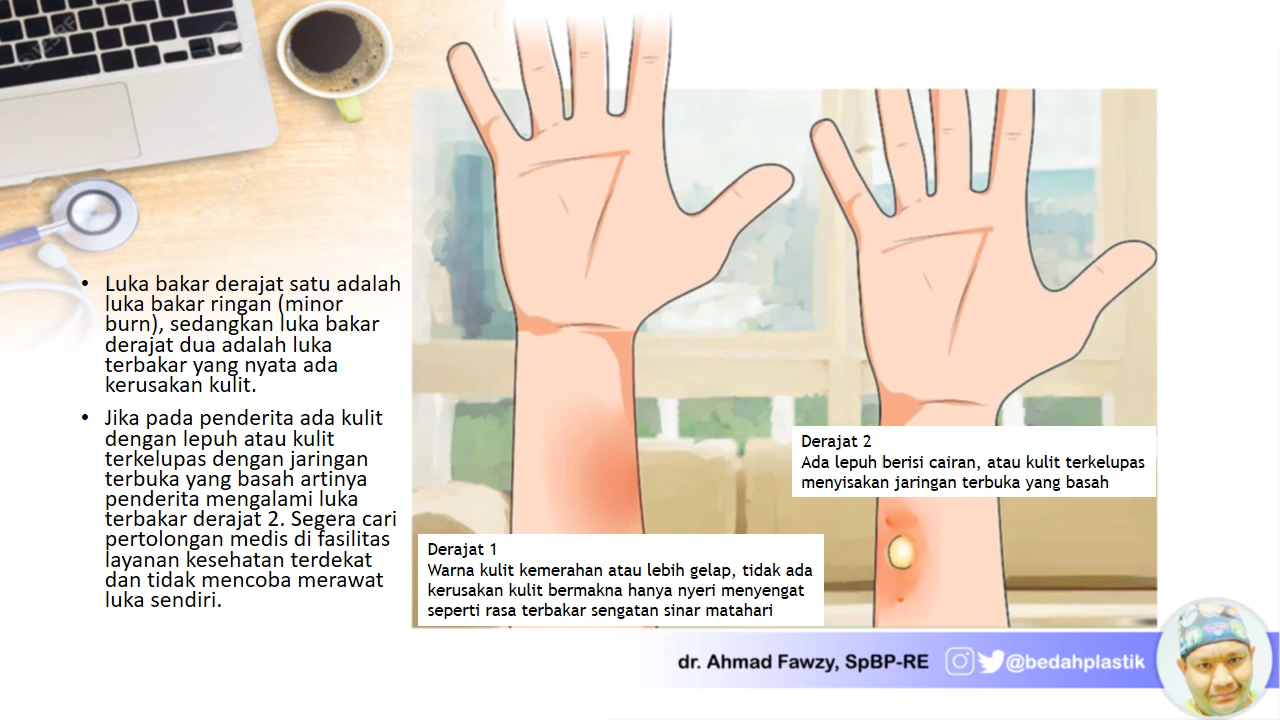 • Luka bakar derajat satu adalah
luka bakar ringan (minor
burn), sedangkan luka bakar
derajat dua adalah luka
terbakar yang nyata ada
kerusakan kulit.
• Jika pada penderita ada kulit
dengan lepuh atau kulit
terkelupas dengan jaringan
terbuka yang basah artinya
penderita mengalami luka
terbakar derajat 2. Segera cari
pertolongan medis di fasilitas
layanan kesehatan terdekat
dan tidak mencoba merawat
luka sendiri.
Derajat 2
Ada lepuh berisi cairan, atau kulit terkelupas
menyisakan jaringan terbuka yang basah
Derajat 1
Warna kulit kemerahan atau lebih gelap, tidak ada
kerusakan kulit bermakna hanya nyeri menyengat
seperti rasa terbakar sengatan sinar matahari
dr. Ahmad Fawzy, SpBP-RE @bedahplastik